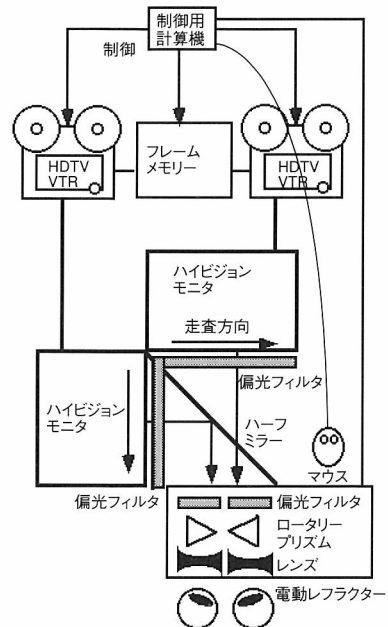 制御用
計算機
制御
HDTV
VTR
フレーム
メモリー
HDTV
VTR
ハイビジョン
モニタ
走査方向
偏光フィルタ
ハイビジョン
モニタ
ハーフ
ミラー
マウス
偏光フィルタ
偏光フィルタ
ロータリー
プリズム
レンズ
電動レフラクター